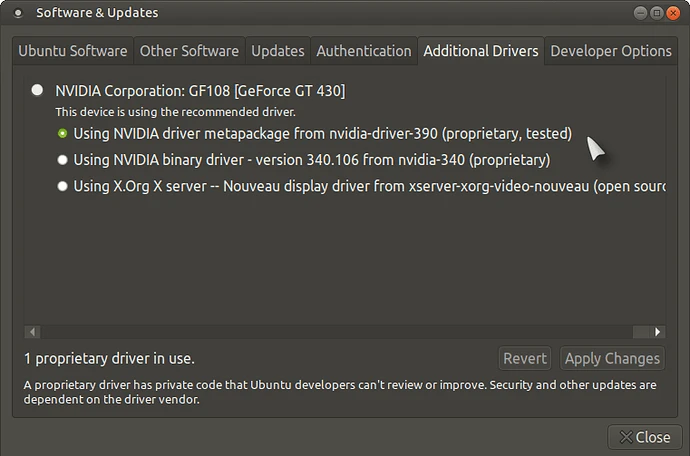 Software & Updates
Ubuntu Software
Other Software
Updates
Authentication
Additional Drivers
Developer Options
NVIDIA Corporation: GF108 [GeForce GT 430]
This device is using the recommended driver.
Using NVIDIA driver metapackage from nvidia-driver-390 (proprietary, tested)
Using NVIDIA binary driver - version 340.106 from nvidia-340 (proprietary)
Using X.Org X server -- Nouveau display driver from xserver-xorg-video-nouveau (open sourc
1 proprietary driver in use.
Revert
Apply Changes
A proprietary driver has private code that Ubuntu developers can't review or improve. Security and other updates are
dependent on the driver vendor.
Close